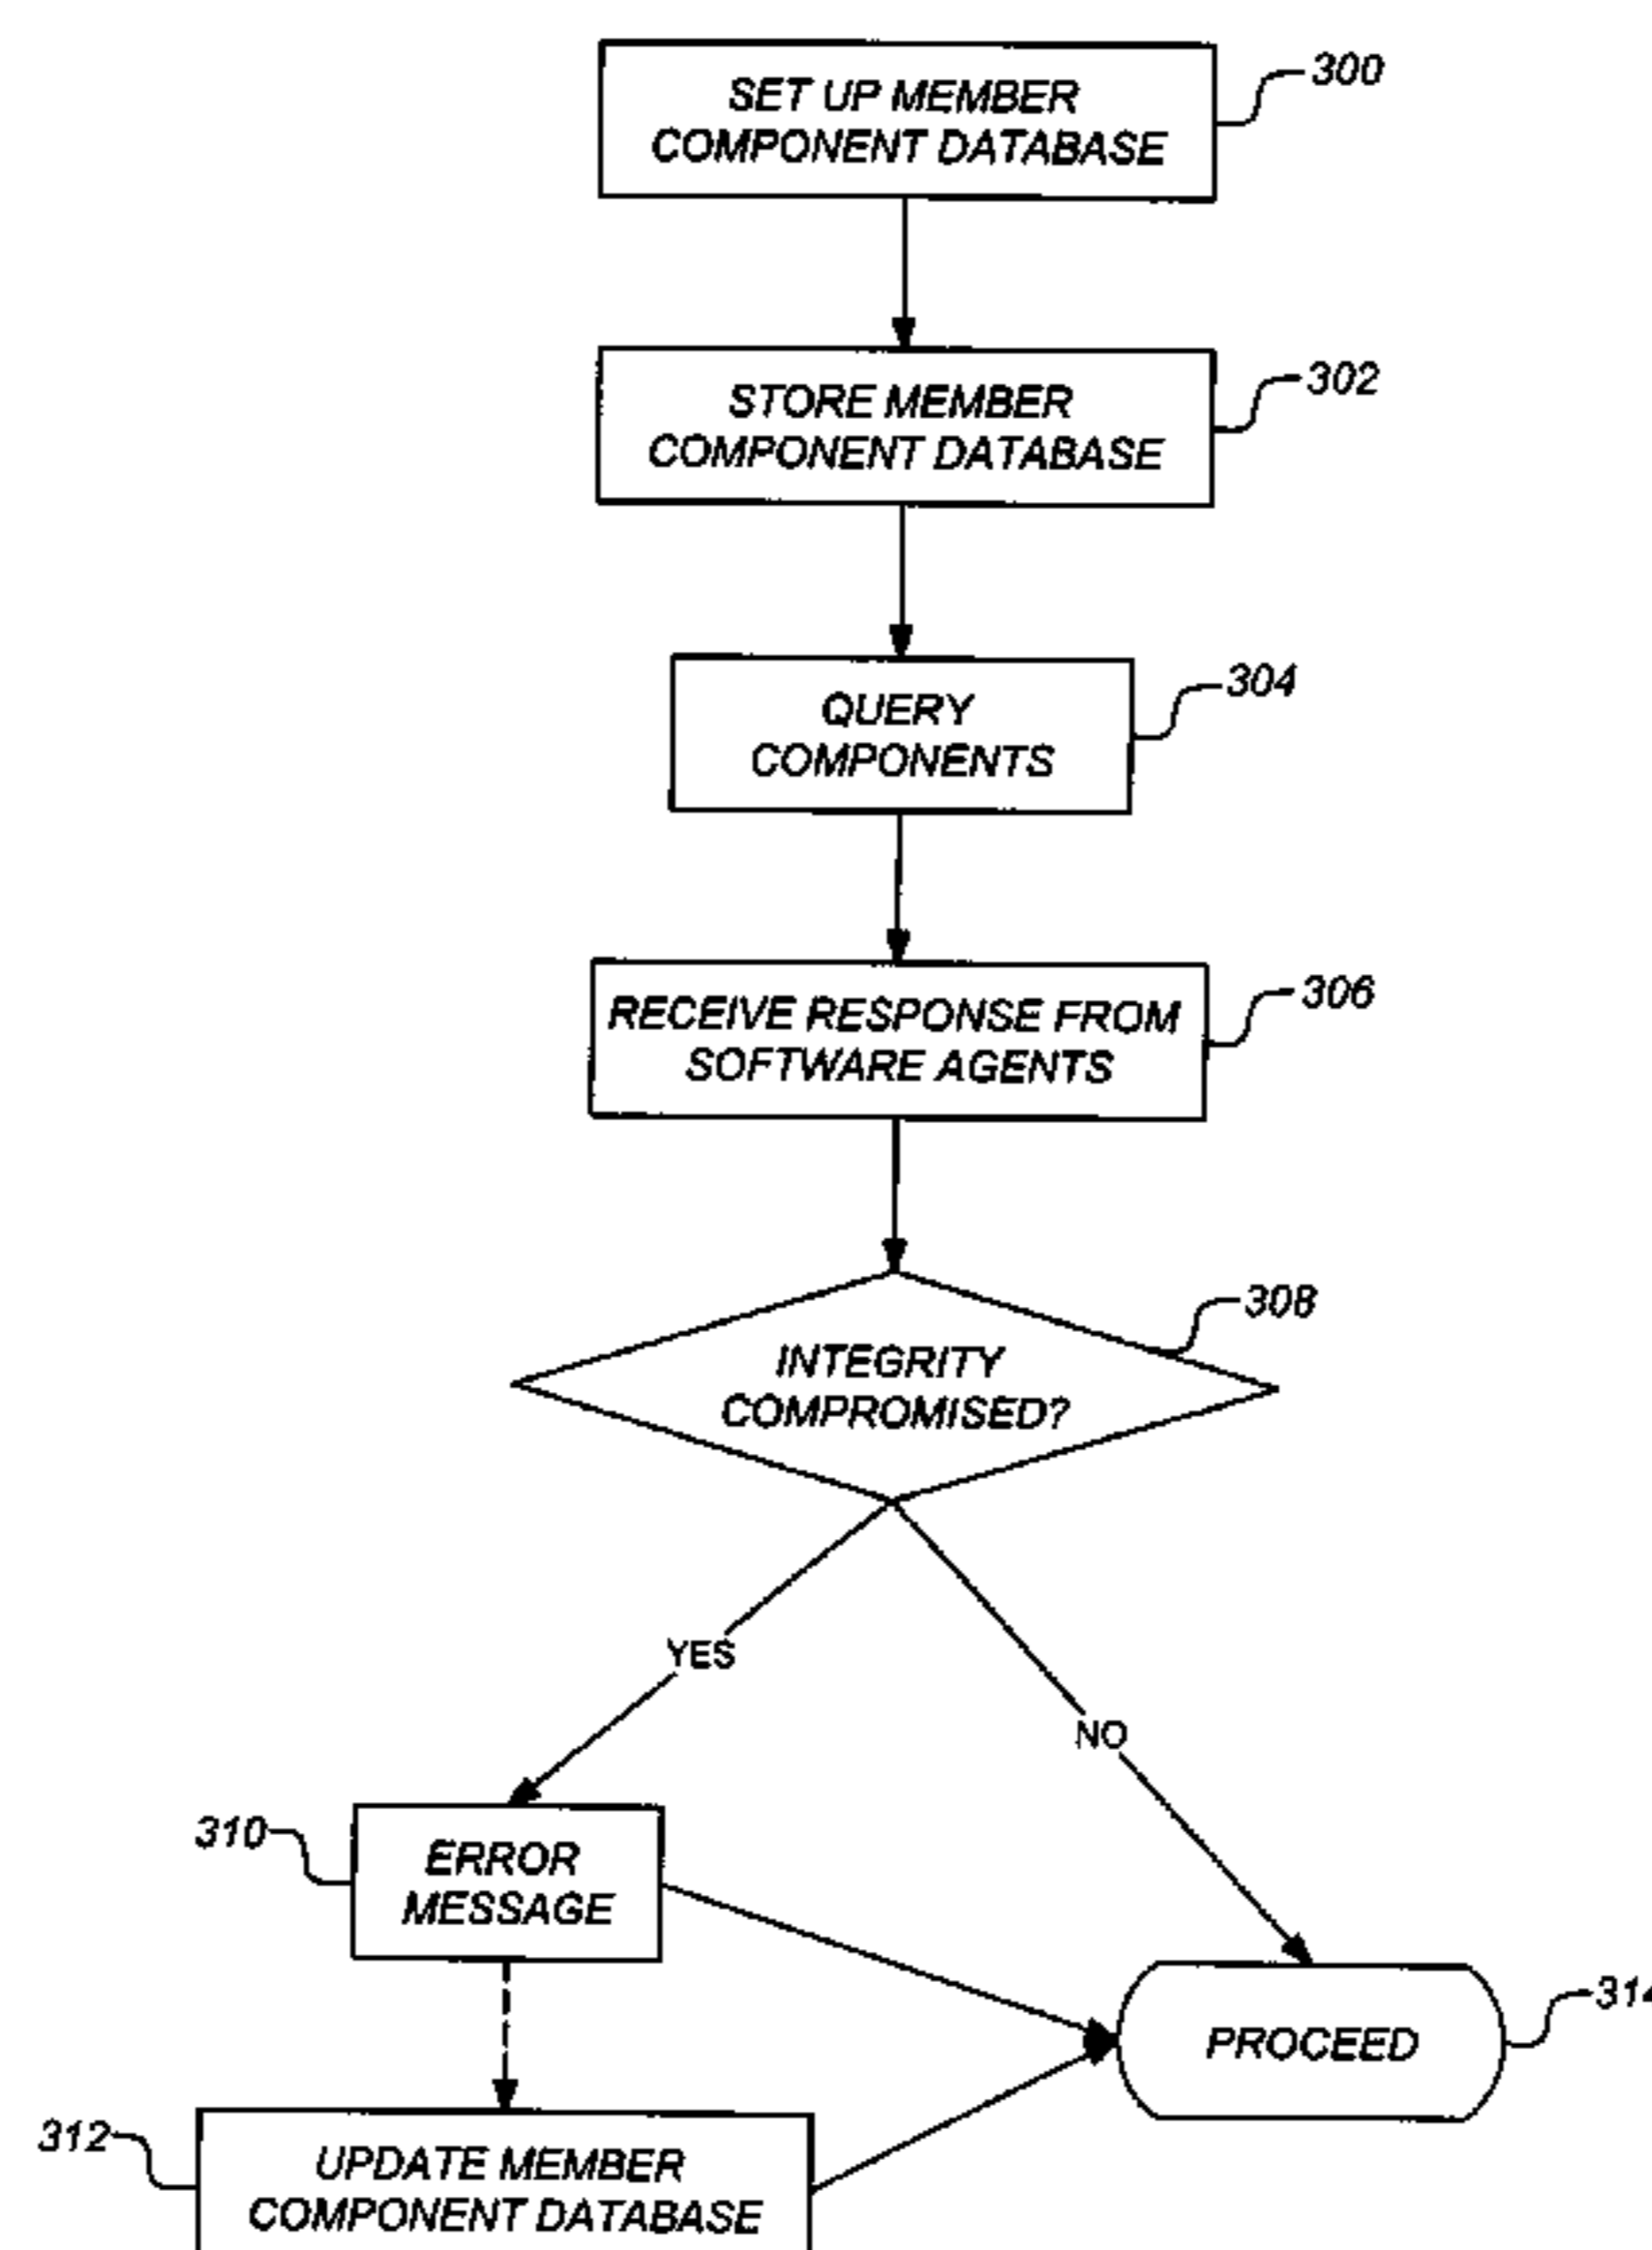 SET UP MEMBER
COMPONENT DATABASE
300
STORE MEMBER
COMPONENT DATABASE
302
QUERY
COMPONENTS
304
RECEIVE RESPONSE FROM
SOFTWARE AGENTS
306
INTEGRITY
COMPROMISED?
308
YES
NO
310
ERROR
MESSAGE
PROCEED
314
312
UPDATE MEMBER
COMPONENT DATABASE